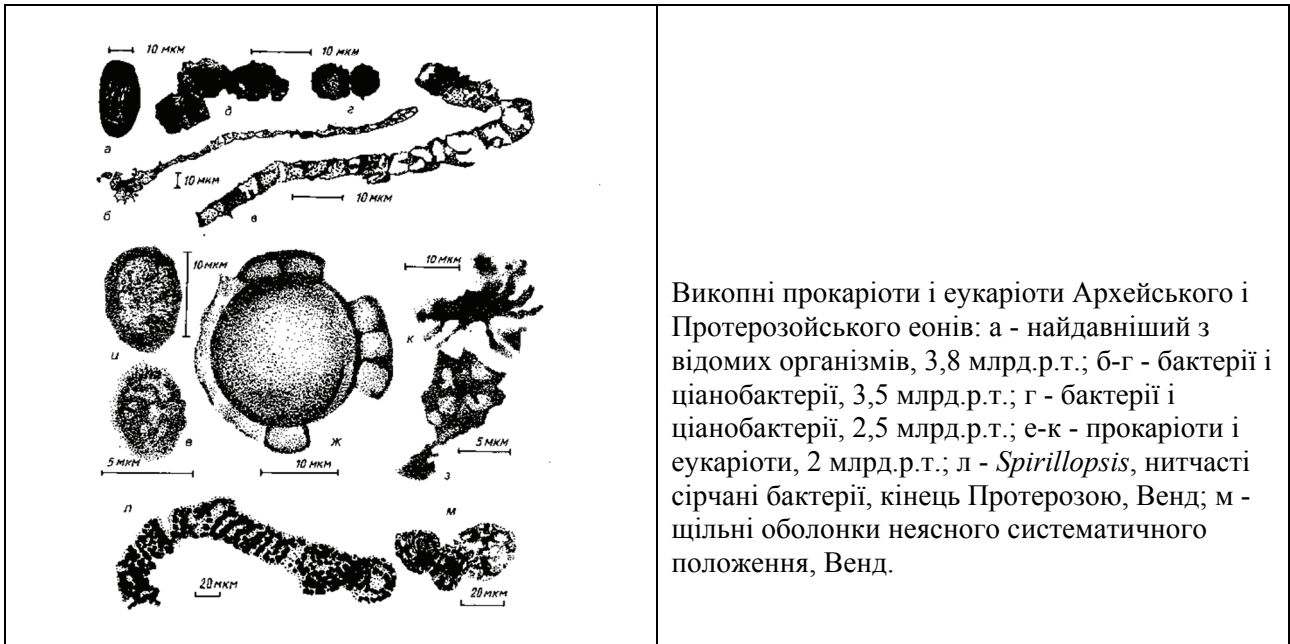 10 мкм
10 мкм
а
д
г
10 мкм
б
в
10 мкм
10 мкм
10 мкм
и
к
е
ж
5 мкм
10 мкм
5 мкм
з
л
м
20 мкм
20 мкм
Викопні прокаріоти і еукаріоти Архейського і
Протерозойського еонів: а - найдавніший з
відомих організмів, 3,8 млрд.р.т.; б-г - бактерії і
ціанобактерії, 3,5 млрд.р.т.; г - бактерії і
ціанобактерії, 2,5 млрд.р.т.; е-к - прокаріоти і
еукаріоти, 2 млрд.р.т.; л - Spirillopsis, нитчасті
сірчані бактерії, кінець Протерозою, Венд; м -
щільні оболонки неясного систематичного
положення, Венд.